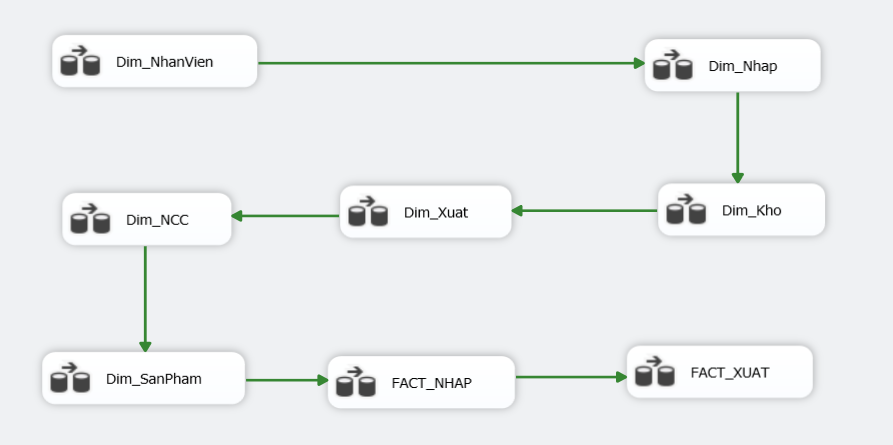 Dim_NhanVien
Dim_Nhap
Dim_NCC
Dim_Xuat
Dim_Kho
Dim_SanPham
FACT_NHAP
FACT_XUAT